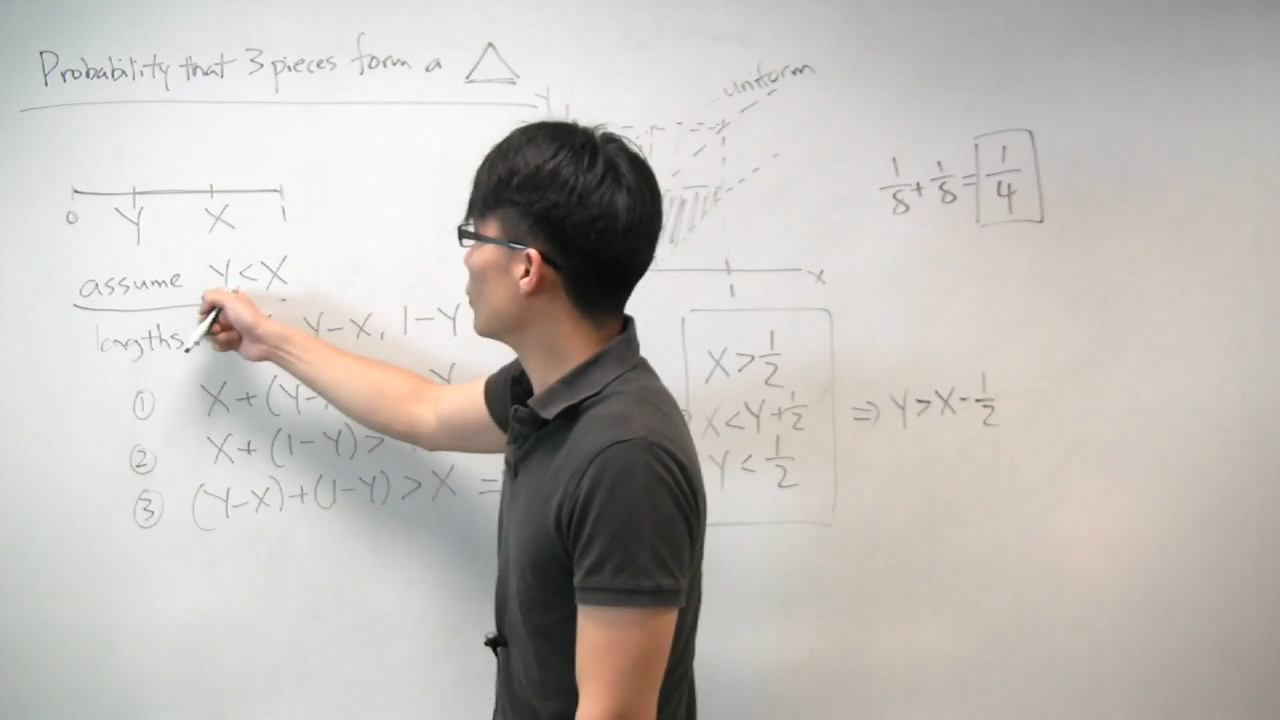 Probability that 3 pieces form a △
0 Y X 1
assume Y<X
lengths Y-X, 1-Y
① X+(Y-X
② X+(1-Y)>
③ (Y-X)+(1-Y)>X =
Y
uniform
1 x
X>1/2
X<Y+1/2 ⇒ Y>X-1/2
Y<1/2
1/8+1/8=1/4